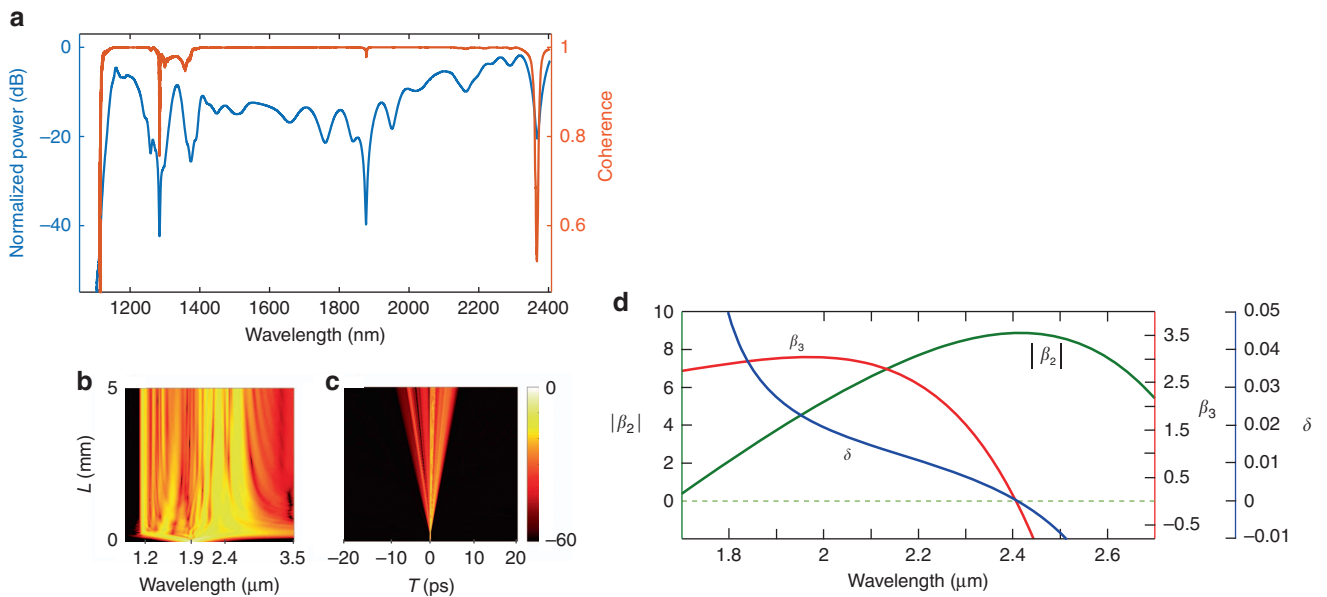 a
0
−20
−40
Normalized power (dB)
1
0.8
0.6
Coherence
1200 1400 1600 1800 2000 2200 2400
Wavelength (nm)
b
5
0
L (mm)
1.2 1.9 2.4 3.5
Wavelength (μm)
c
−20 −10 0 10 20
T (ps)
0
−60
d
10
8
6
4
2
0
|β2|
β3
|β2|
δ
1.8 2 2.2 2.4 2.6
Wavelength (μm)
3.5
2.5
1.5
0.5
−0.5
β3
0.05
0.04
0.03
0.02
0.01
0
−0.01
δ